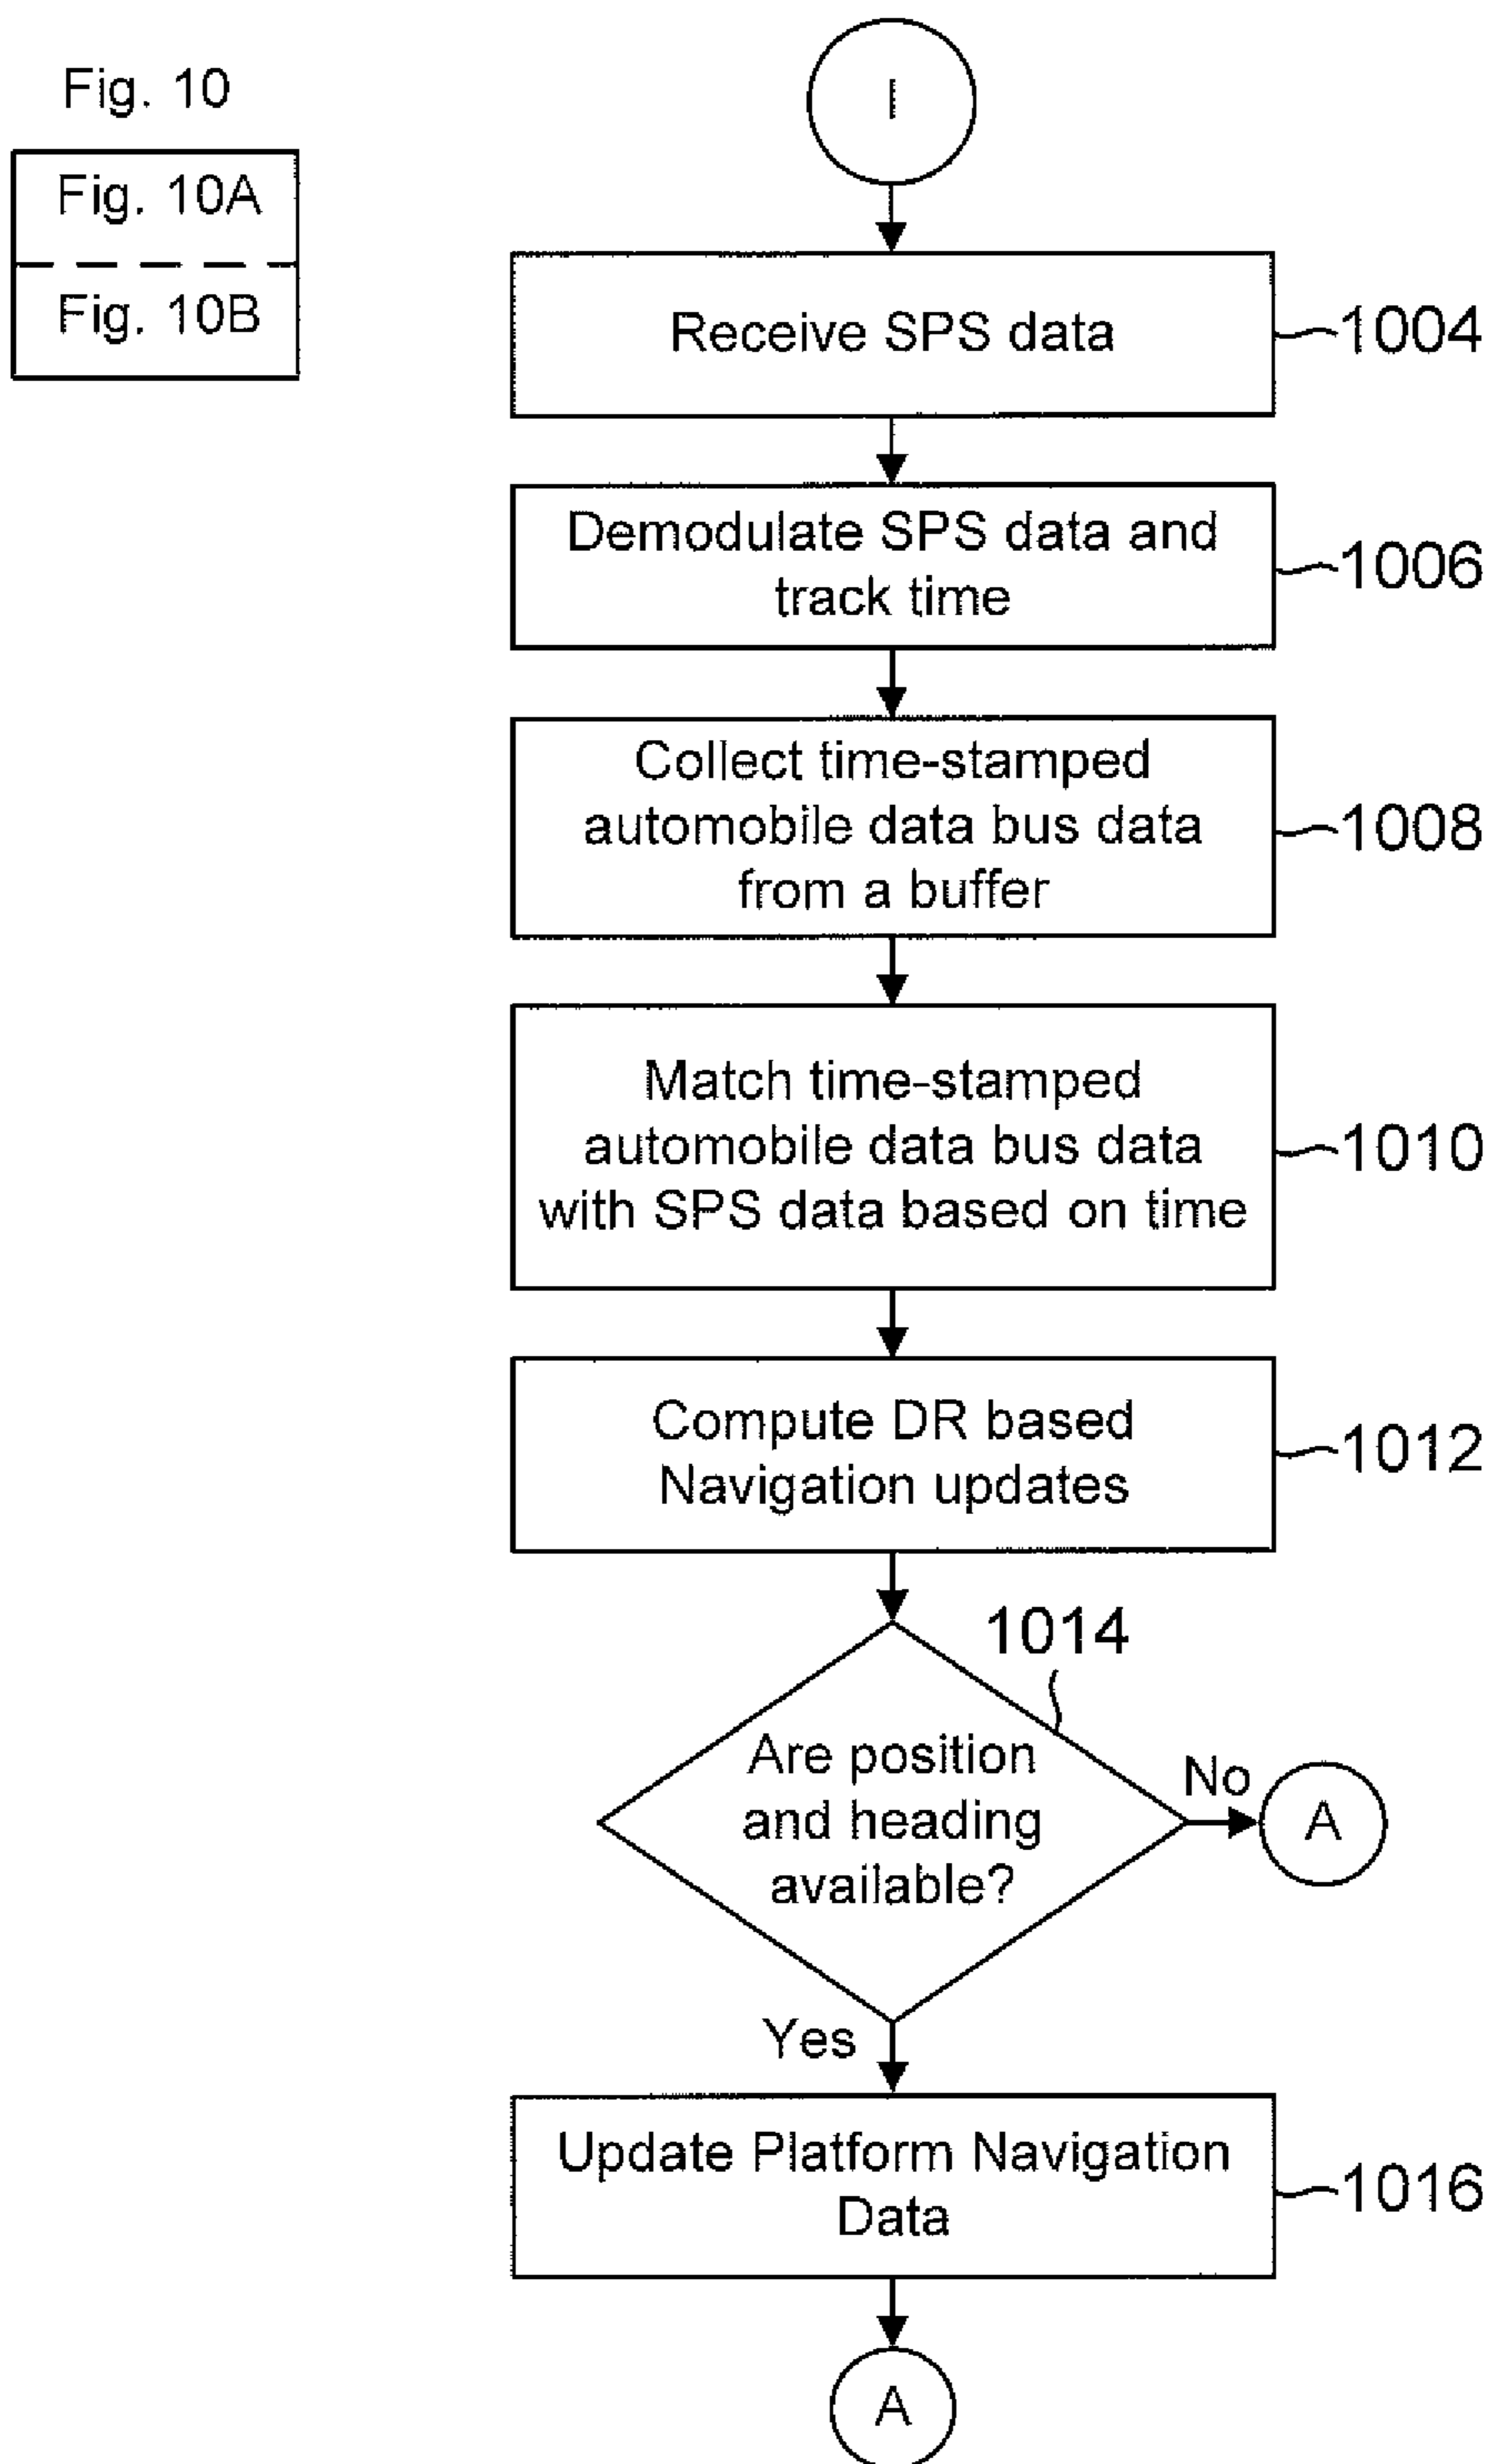 Fig. 10
Fig. 10A
Fig. 10B
I
Receive SPS data
1004
Demodulate SPS data and
track time
1006
Collect time-stamped
automobile data bus data
from a buffer
1008
Match time-stamped
automobile data bus data
with SPS data based on time
1010
Compute DR based
Navigation updates
1012
1014
Are position
and heading
available?
No
A
Yes
Update Platform Navigation
Data
1016
A